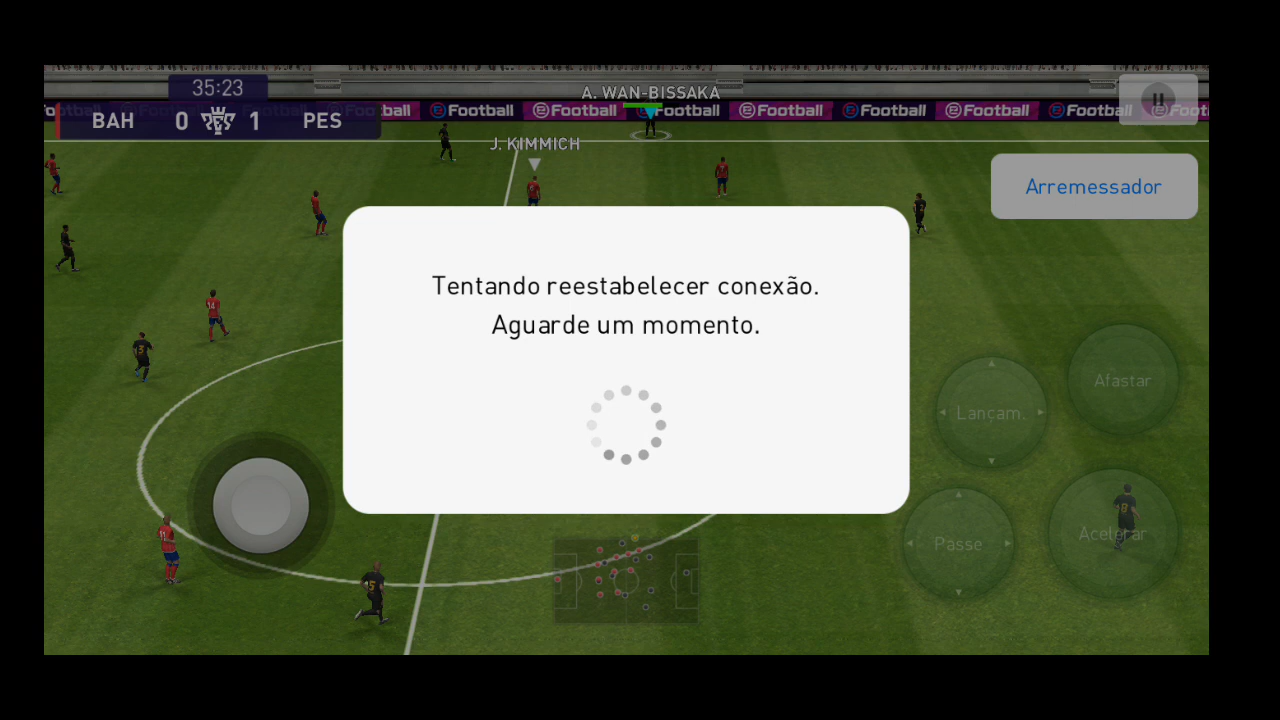 35:23
BAH 0 1 PES
A. WAN-BISSAKA
eFootball eFootball eFootball eFootball eFootball
J. KIMMICH
Arremessador
Tentando reestabelecer conexão.
Aguarde um momento.
Afastar
Lançam.
Passe
Acelerar